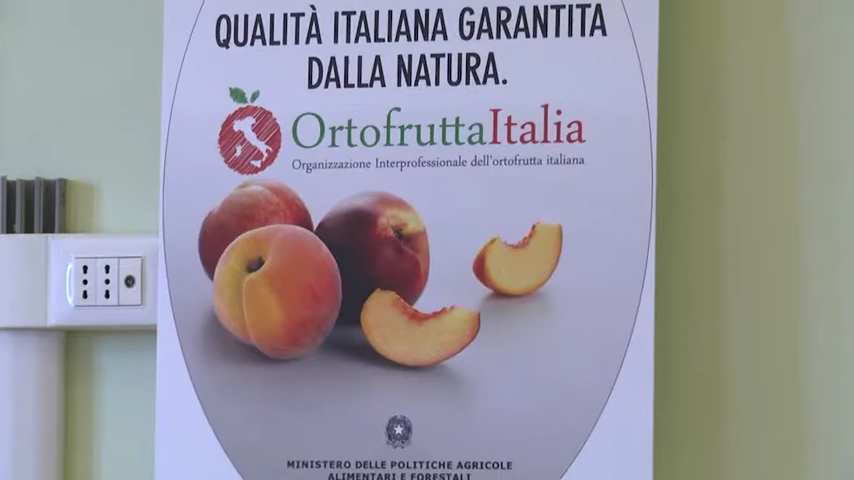 QUALITÀ ITALIANA GARANTITA
DALLA NATURA.
OrtofruttaItalia
Organizzazione Interprofessionale dell'ortofrutta italiana
MINISTERO DELLE POLITICHE AGRICOLE
ALIMENTARI E FORESTALI